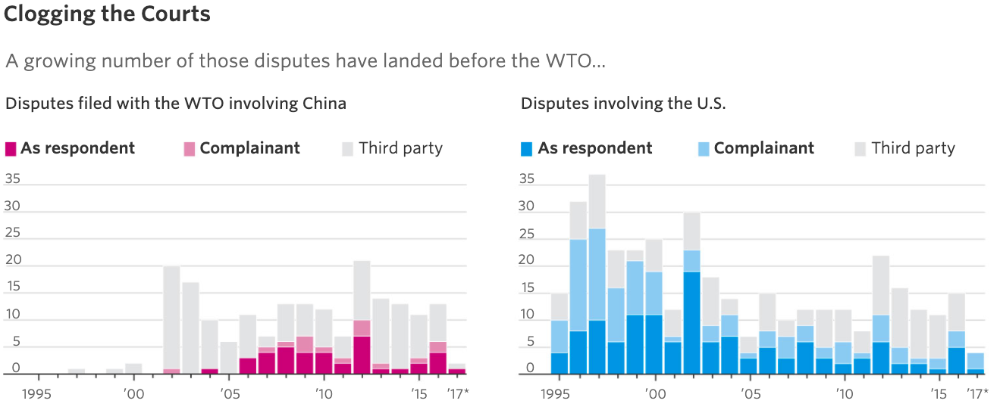 Clogging the Courts
A growing number of those disputes have landed before the WTO...
Disputes filed with the WTO involving China
As respondent Complainant Third party
35
30
25
20
15
10
5
0
1995 '00 '05 '10 '15 '17*
Disputes involving the U.S.
As respondent Complainant Third party
35
30
25
20
15
10
5
0
1995 '00 '05 '10 '15 '17*